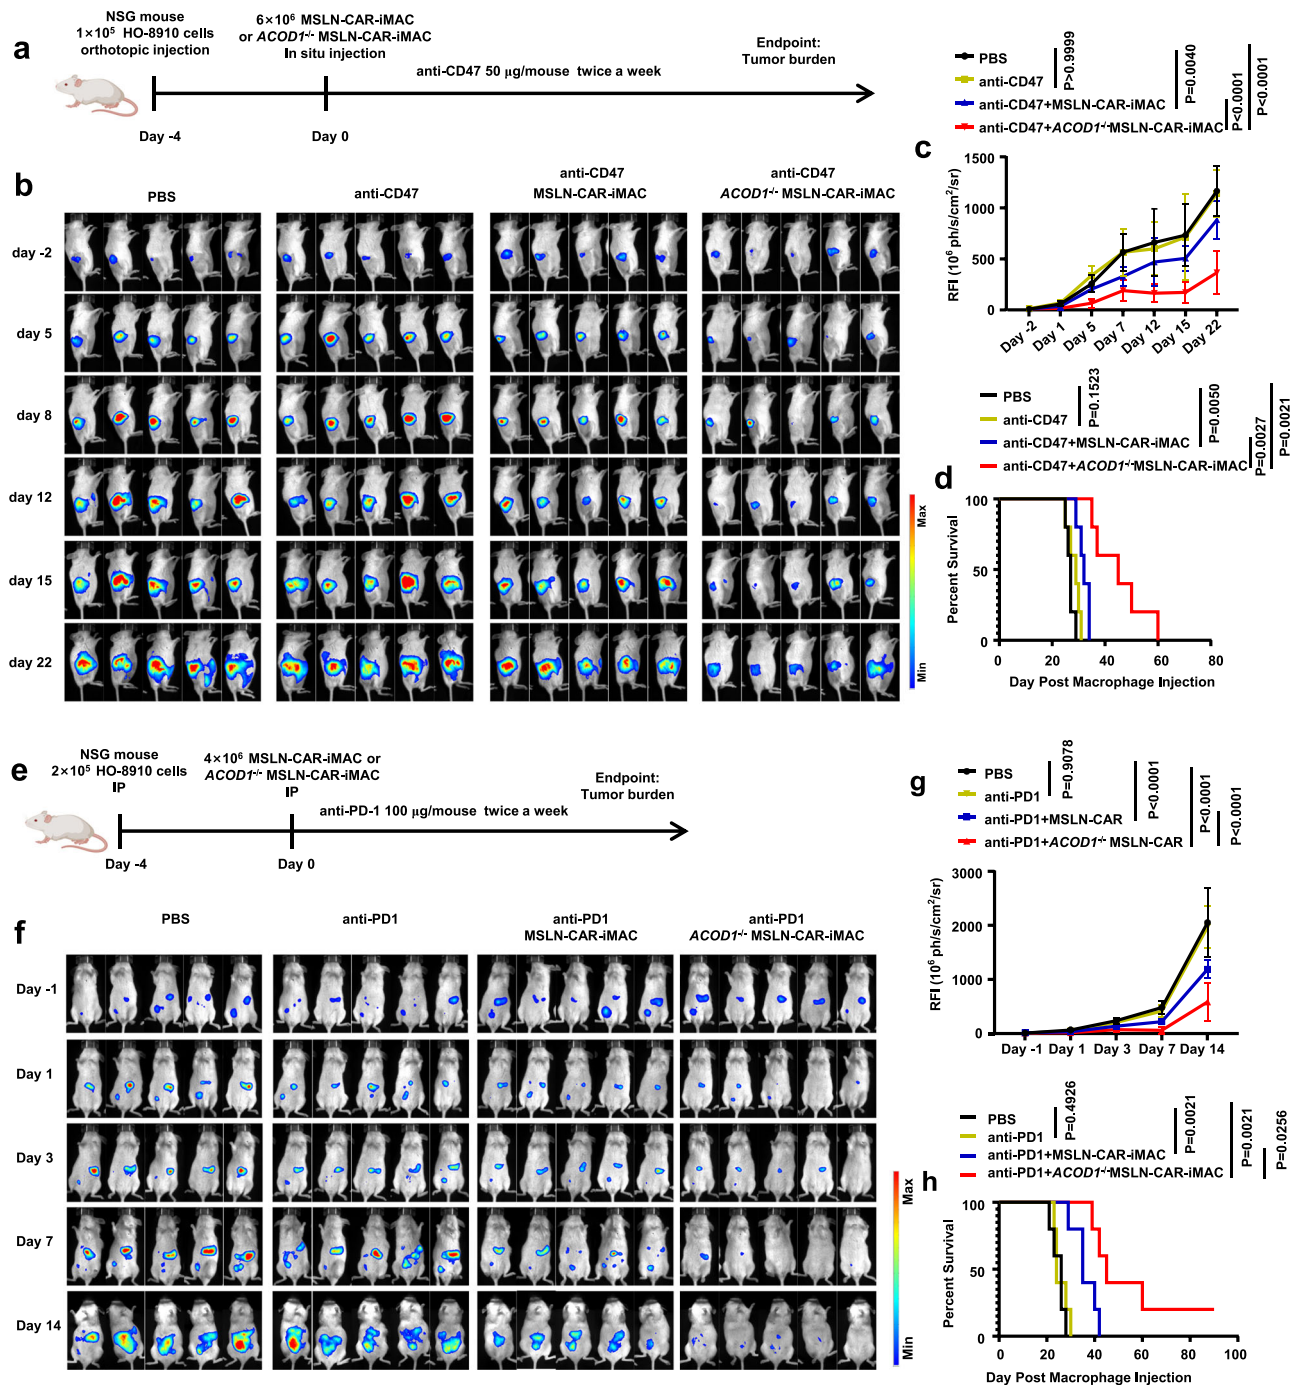 a
NSG mouse
1×10⁵ HO-8910 cells
orthotopic injection
6×10⁶ MSLN-CAR-iMAC
or ACOD1⁻/⁻ MSLN-CAR-iMAC
In situ injection
anti-CD47 50 μg/mouse twice a week
Endpoint:
Tumor burden
Day -4
Day 0
b
PBS
anti-CD47
anti-CD47
MSLN-CAR-iMAC
anti-CD47
ACOD1⁻/⁻ MSLN-CAR-iMAC
day -2
day 5
day 8
day 12
day 15
day 22
Max
Min
PBS
anti-CD47
anti-CD47+MSLN-CAR-iMAC
anti-CD47+ACOD1⁻/⁻MSLN-CAR-iMAC
P>0.9999
P=0.0040
P<0.0001
P<0.0001
c
RFI (10⁶ ph/s/cm²/sr)
1500
1000
500
0
Day -2
Day 1
Day 5
Day 7
Day 12
Day 15
Day 22
PBS
anti-CD47
anti-CD47+MSLN-CAR-iMAC
anti-CD47+ACOD1⁻/⁻MSLN-CAR-iMAC
P=0.1523
P=0.0050
P=0.0027
P=0.0021
d
Percent Survival
100
50
0
0 20 40 60 80
Day Post Macrophage Injection
e
NSG mouse
2×10⁵ HO-8910 cells
IP
4×10⁶ MSLN-CAR-iMAC or
ACOD1⁻/⁻ MSLN-CAR-iMAC
IP
anti-PD-1 100 μg/mouse twice a week
Endpoint:
Tumor burden
Day -4
Day 0
f
PBS
anti-PD1
anti-PD1
MSLN-CAR-iMAC
anti-PD1
ACOD1⁻/⁻ MSLN-CAR-iMAC
Day -1
Day 1
Day 3
Day 7
Day 14
Max
Min
g
PBS
anti-PD1
anti-PD1+MSLN-CAR
anti-PD1+ACOD1⁻/⁻ MSLN-CAR
P=0.9078
P<0.0001
P<0.0001
P<0.0001
RFI (10⁶ ph/s/cm²/sr)
3000
2000
1000
0
Day -1 Day 1 Day 3 Day 7 Day 14
PBS
anti-PD1
anti-PD1+MSLN-CAR-iMAC
anti-PD1+ACOD1⁻/⁻MSLN-CAR-iMAC
P=0.4926
P=0.0021
P=0.0021
P=0.0256
h
Percent Survival
100
50
0
0 20 40 60 80 100
Day Post Macrophage Injection